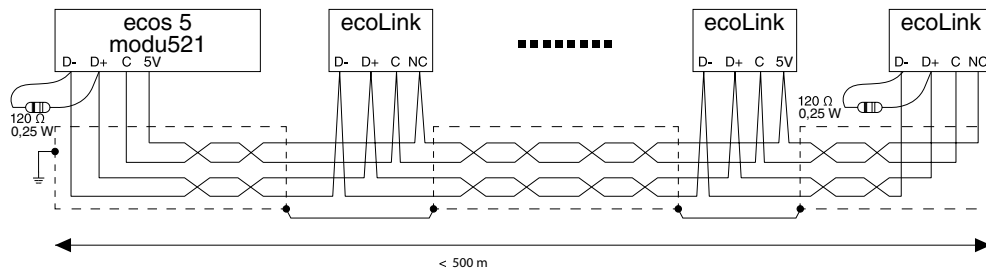 ecos 5
modu521
D- D+ C 5V
120 Ω
0,25 W
ecoLink
D- D+ C NC
ecoLink
D- D+ C 5V
ecoLink
D- D+ C NC
120 Ω
0,25 W
< 500 m